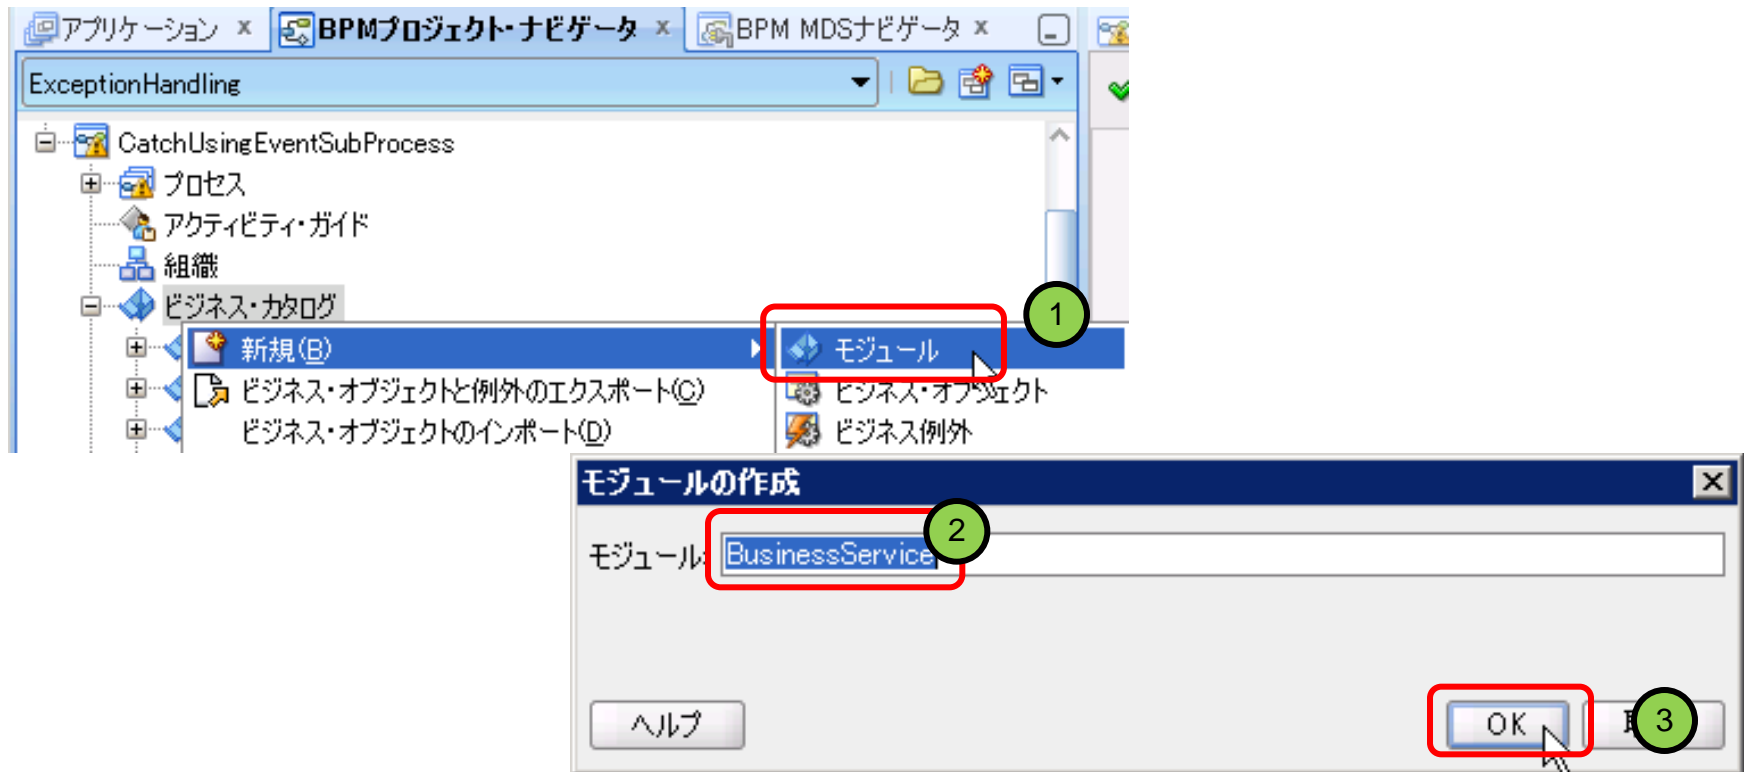 アプリケーション x BPMプロジェクト・ナビゲータ x BPM MDSナビゲータ x
ExceptionHandling
CatchUsingEventSubProcess
プロセス
アクティビティ・ガイド
組織
ビジネス・カタログ
1
新規(B)
モジュール
ビジネス・オブジェクトと例外のエクスポート(C)
ビジネス・オブジェクト
ビジネス・オブジェクトのインポート(D)
ビジネス例外
モジュールの作成
2
モジュール:
BusinessService
ヘルプ
OK
3